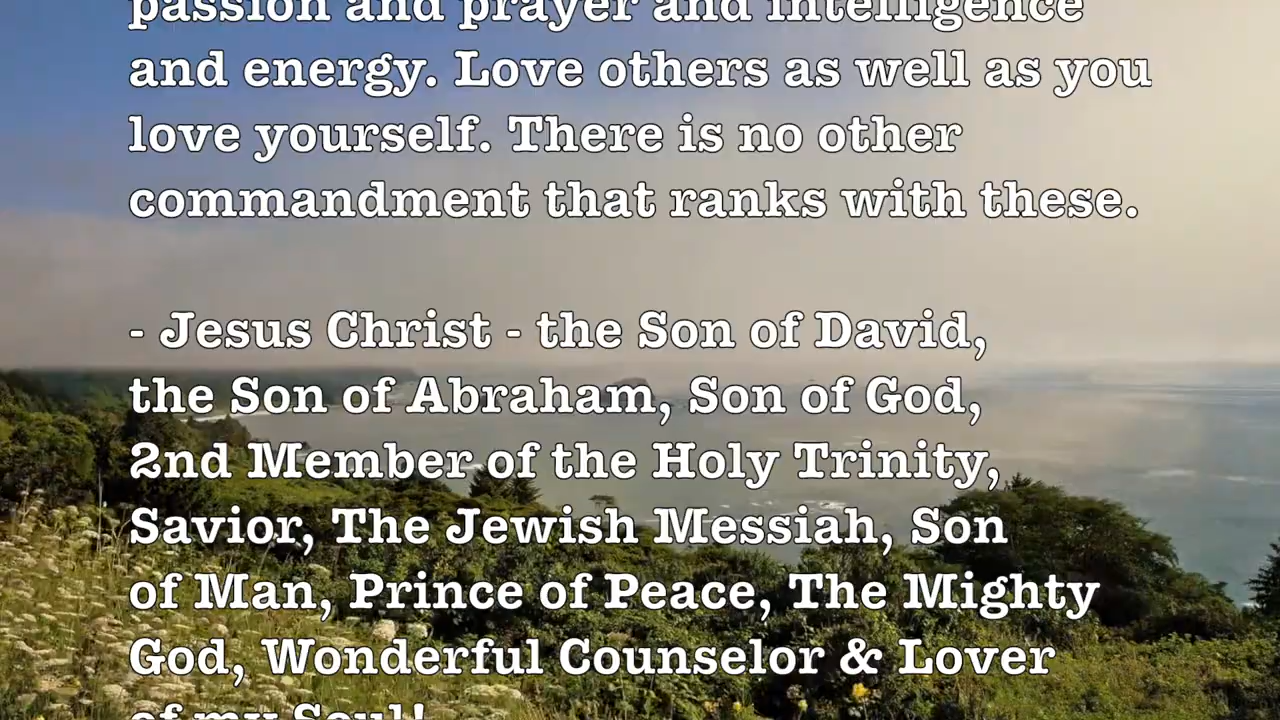 passion and prayer and intelligence
and energy. Love others as well as you
love yourself. There is no other
commandment that ranks with these.
- Jesus Christ - the Son of David,
the Son of Abraham, Son of God,
2nd Member of the Holy Trinity,
Savior, The Jewish Messiah, Son
of Man, Prince of Peace, The Mighty
God, Wonderful Counselor & Lover
of my Soul!